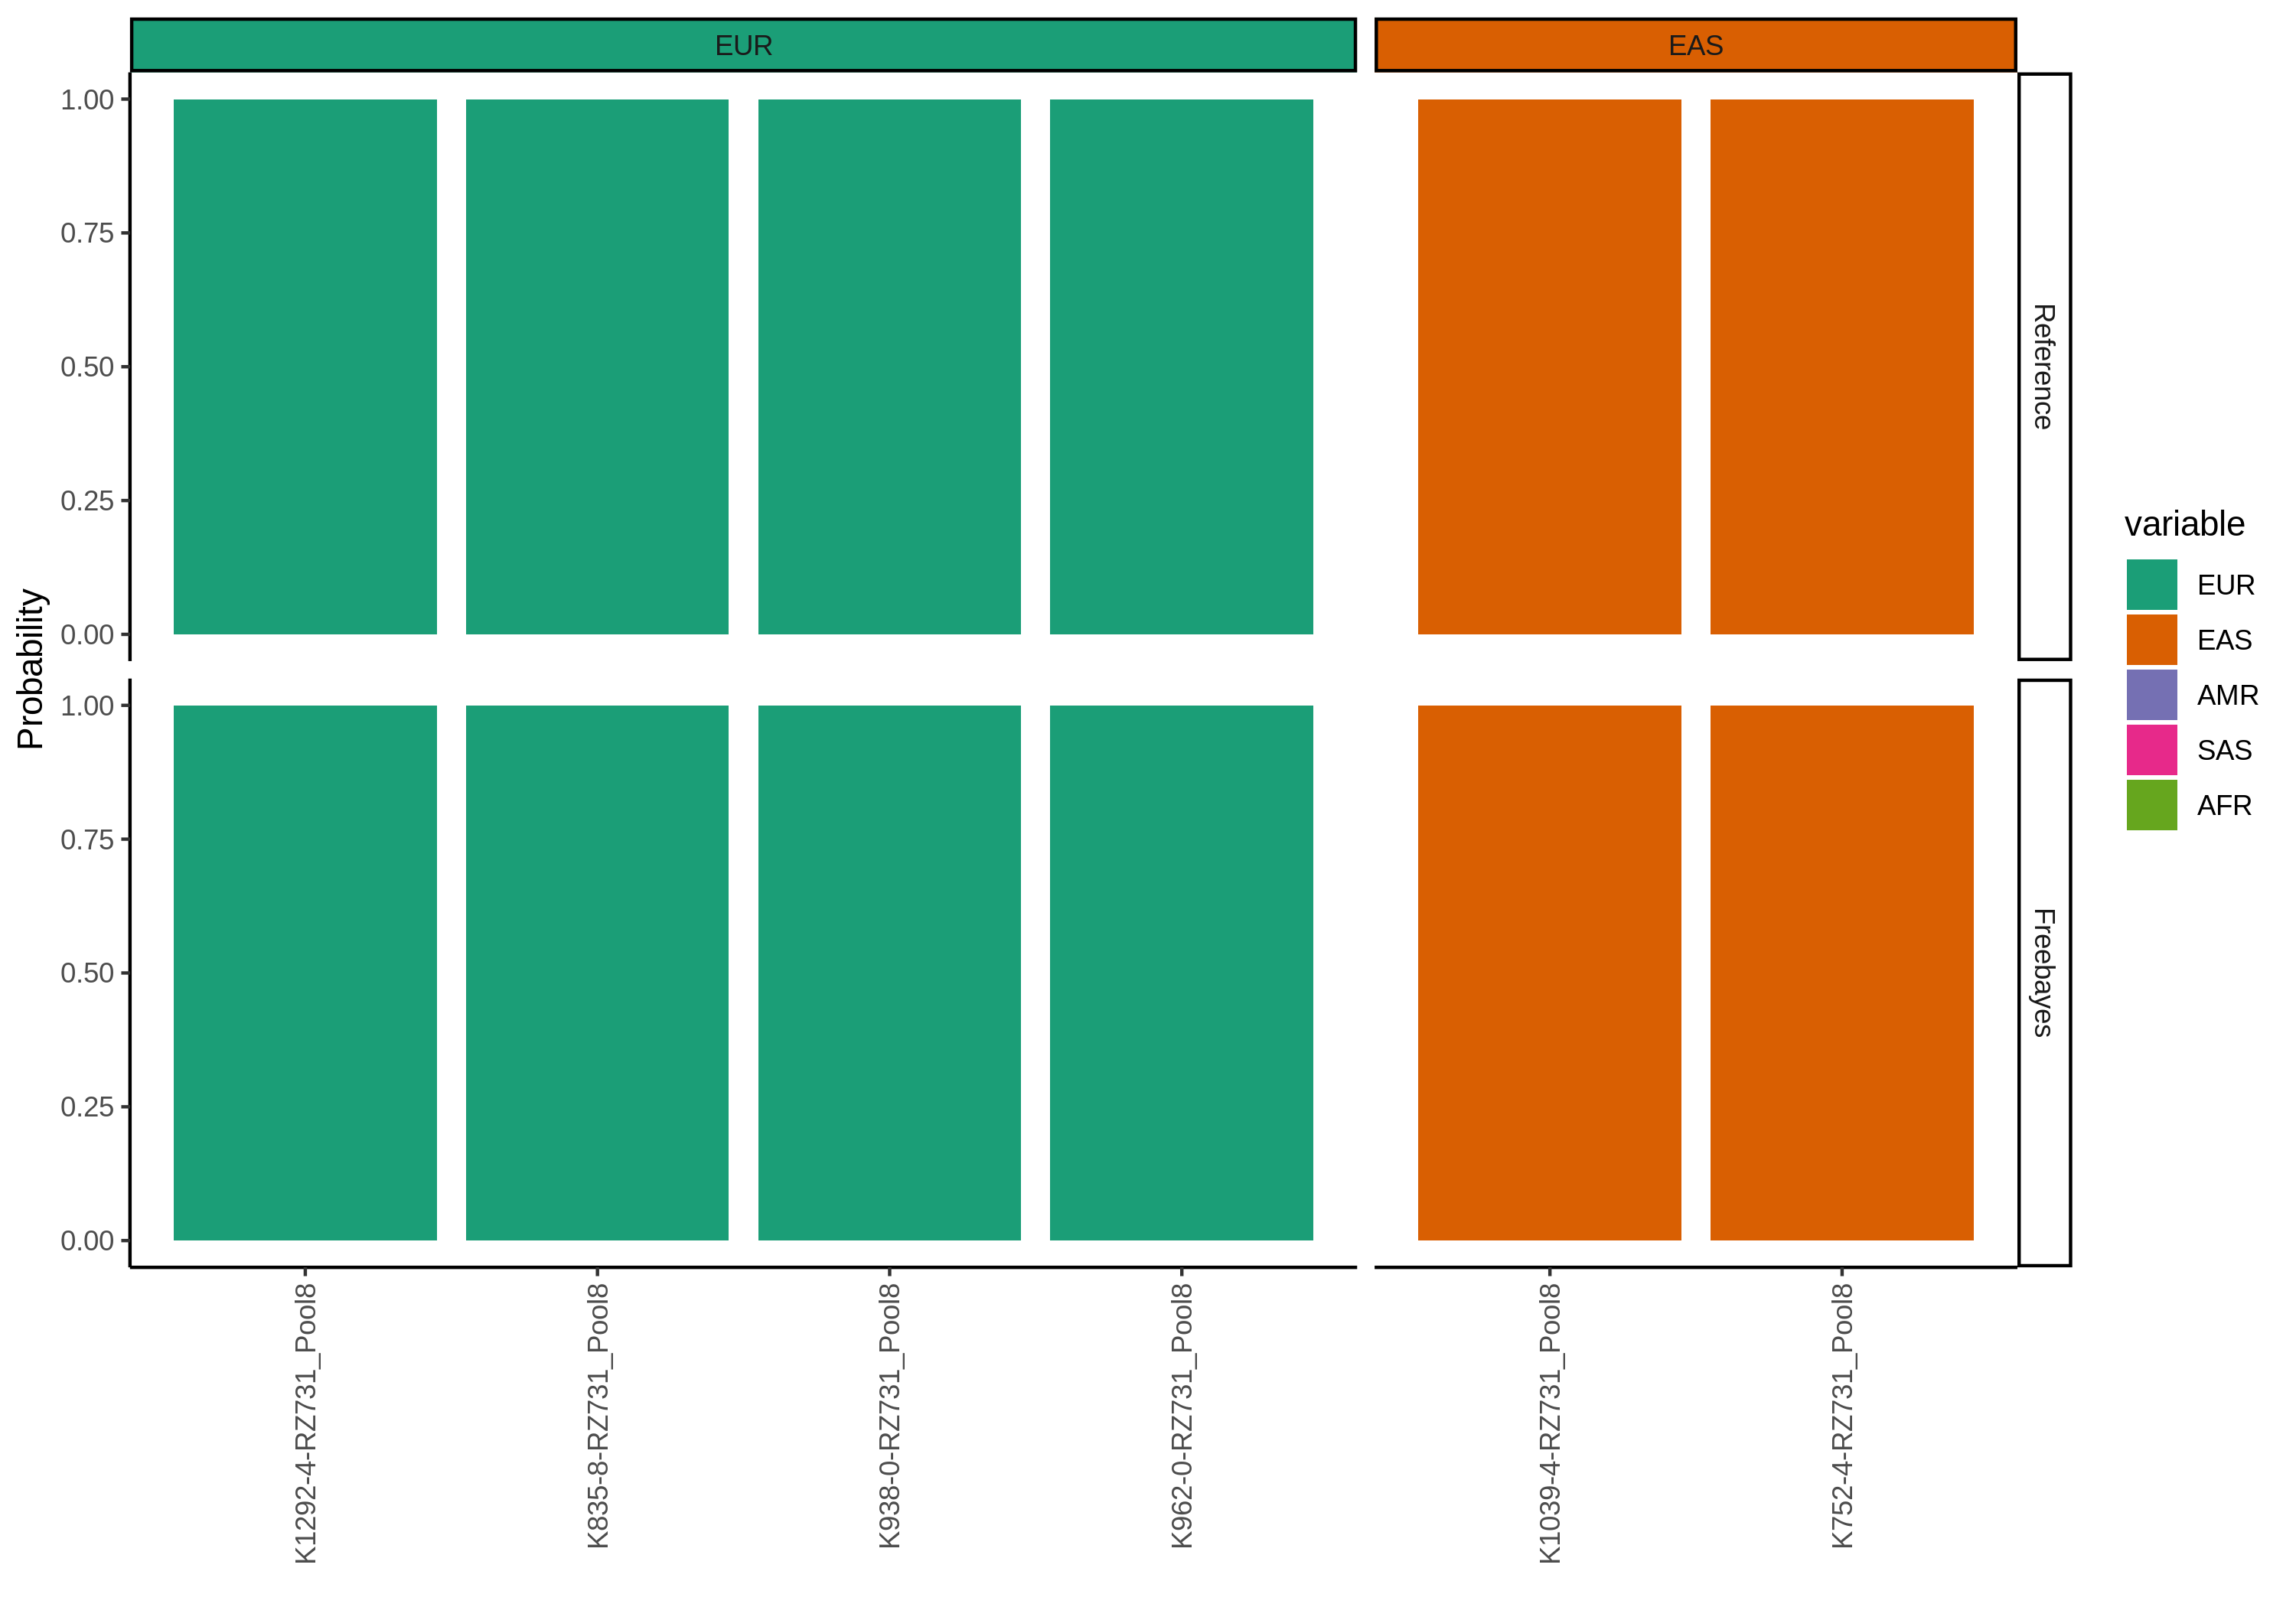 EUR
EAS
Probability
1.00
0.75
0.50
0.25
0.00
Reference
1.00
0.75
0.50
0.25
0.00
Freebayes
K1292-4-RZ731_Pool8
K835-8-RZ731_Pool8
K938-0-RZ731_Pool8
K962-0-RZ731_Pool8
K1039-4-RZ731_Pool8
K752-4-RZ731_Pool8
variable
EUR
EAS
AMR
SAS
AFR